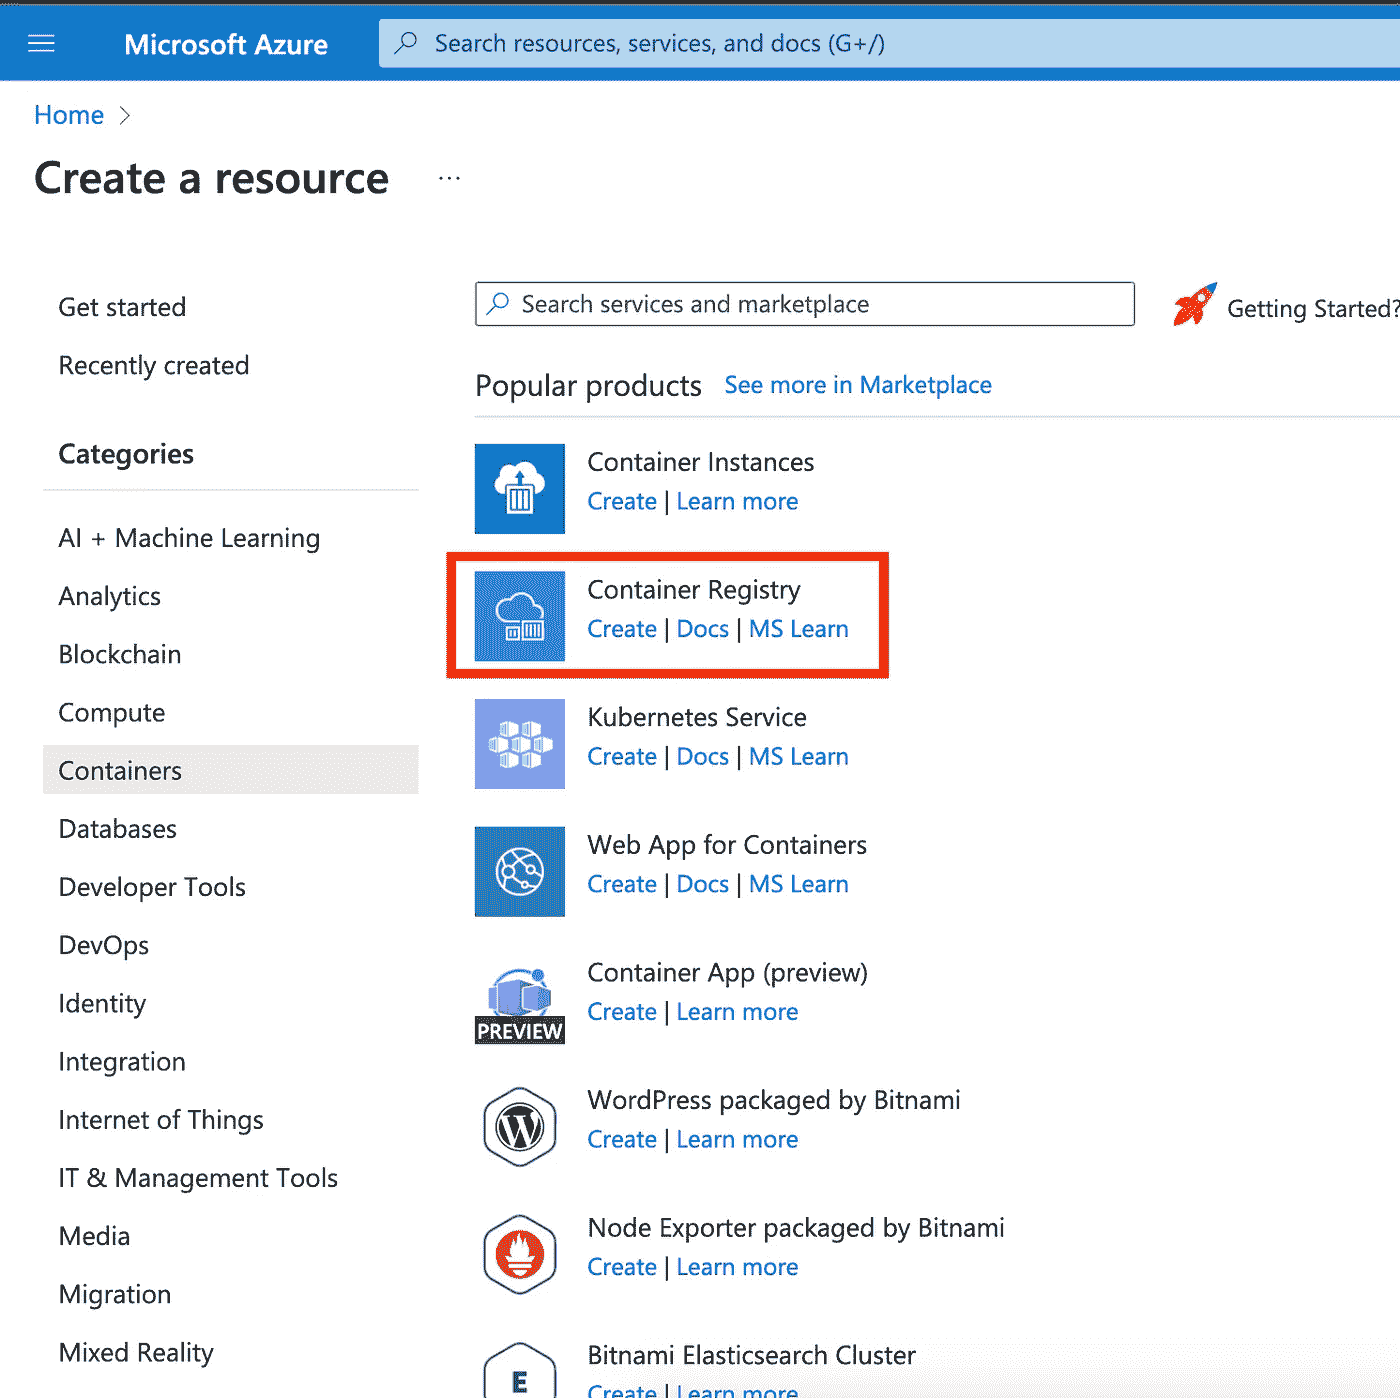 Microsoft Azure
Search resources, services, and docs (G+/)
Home
Create a resource
...
Get started
Recently created
Categories
AI + Machine Learning
Analytics
Blockchain
Compute
Containers
Databases
Developer Tools
DevOps
Identity
Integration
Internet of Things
IT & Management Tools
Media
Migration
Mixed Reality
Search services and marketplace
Getting Started?
Popular products See more in Marketplace
Container Instances
Create | Learn more
Container Registry
Create | Docs | MS Learn
Kubernetes Service
Create | Docs | MS Learn
Web App for Containers
Create | Docs | MS Learn
PREVIEW
Container App (preview)
Create | Learn more
W
WordPress packaged by Bitnami
Create | Learn more
Node Exporter packaged by Bitnami
Create | Learn more
E
Bitnami Elasticsearch Cluster
Create | Learn more